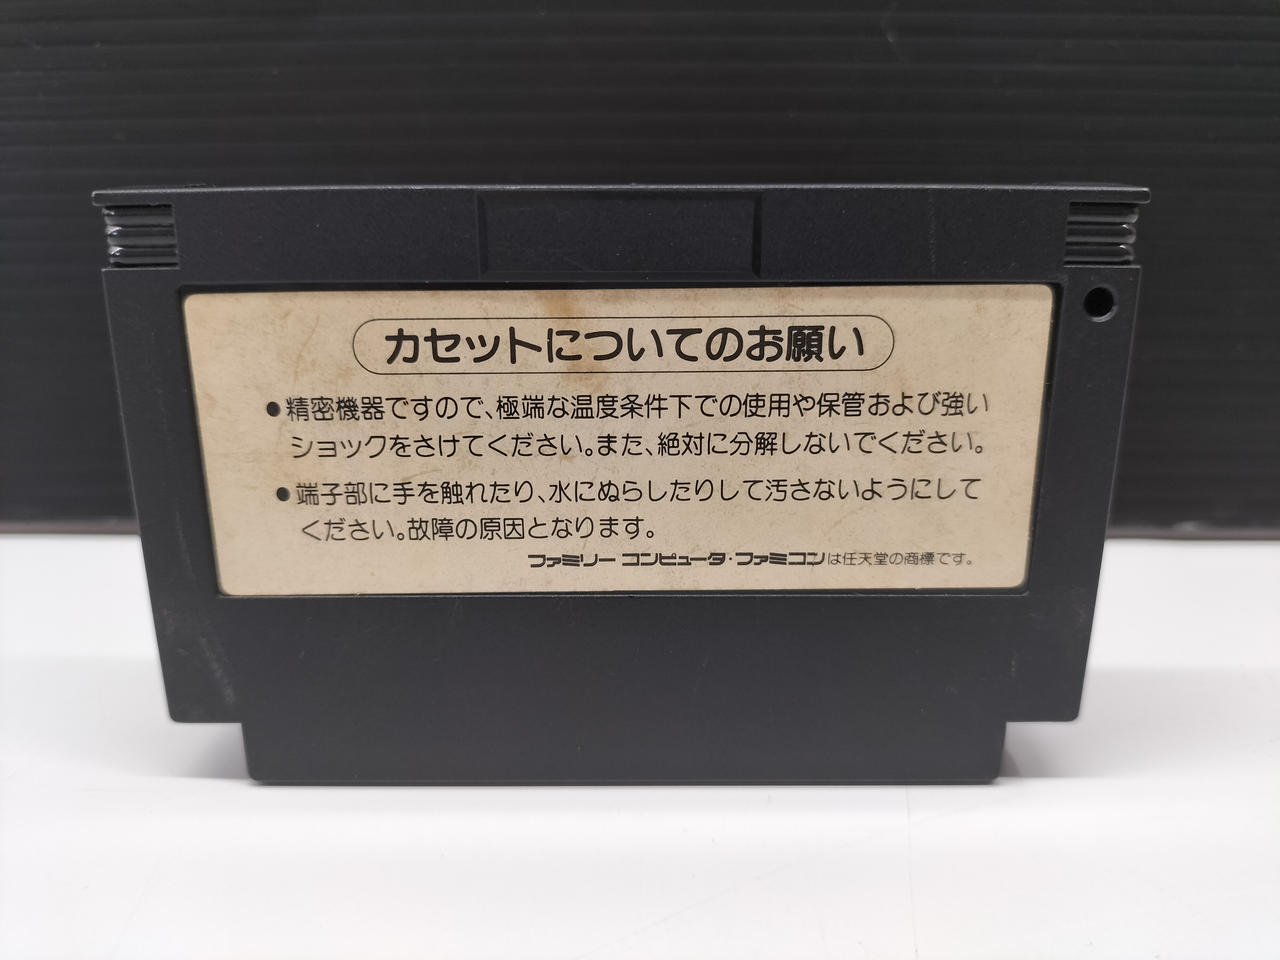 カセットについてのお願い
●精密機器ですので、極端な温度条件下での使用や保管および強い
ショックをさけてください。また、絶対に分解しないでください。
●端子部に手を触れたり、水にぬらしたりして汚さないようにして
ください。故障の原因となります。
ファミリー コンピュータ・ファミコンは任天堂の商標です。